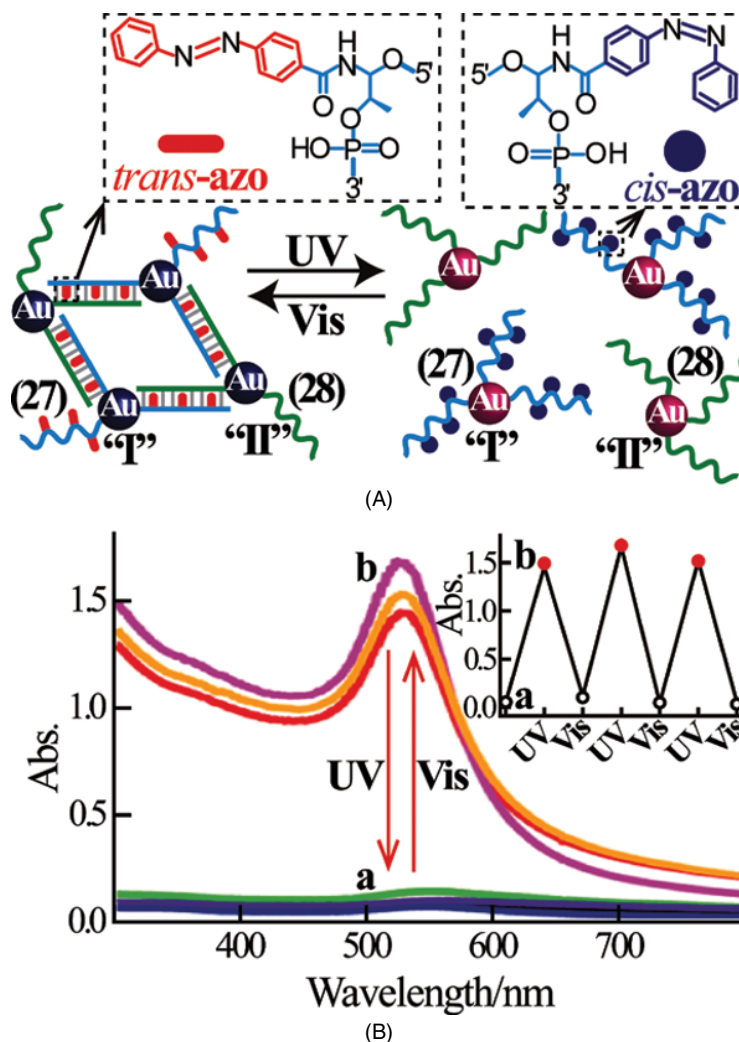 N=N
H
N
O
5'
O
O
HO-P=O
3'
trans-azo
5'
O
H
N
N=N
O
O
O=P-OH
3'
cis-azo
UV
Vis
Au
Au
Au
Au
(27)
"I"
"II"
(28)
Au
Au
(27)
Au
"I"
(28)
Au
"II"
(A)
Abs.
1.5
1.0
0.5
0.0
400
500
600
700
Wavelength/nm
b
a
UV
Vis
Abs.
b
1.5
1.0
0.5
0.0
a
UV
Vis
UV
Vis
UV
Vis
(B)